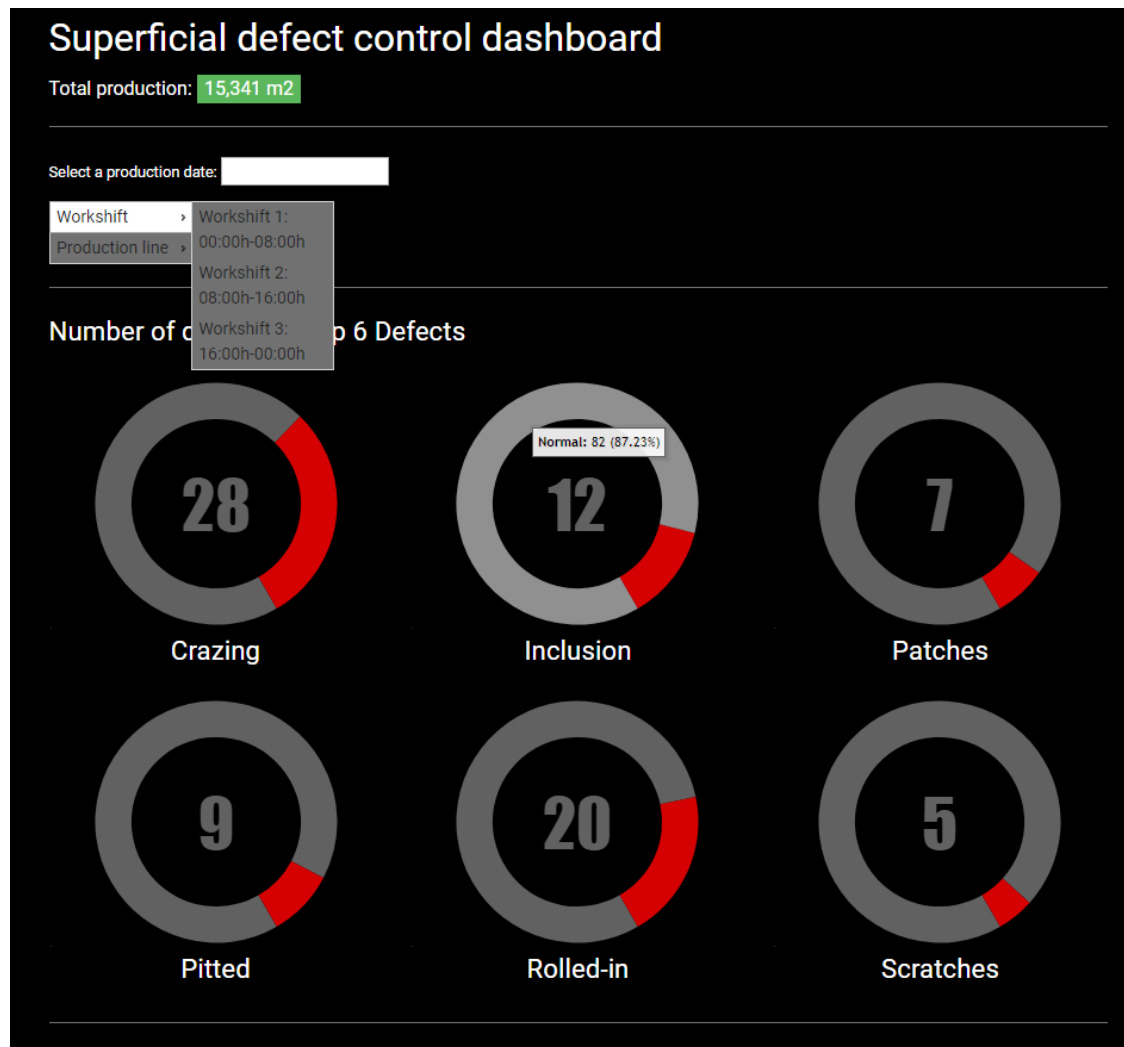 Superficial defect control dashboard
Total production: 15,341 m2
Select a production date:
Workshift ›
Production line ›
Workshift 1:
00:00h-08:00h
Workshift 2:
08:00h-16:00h
Workshift 3:
16:00h-00:00h
Number of 6 Defects
28
Normal: 82 (87.23%)
12
7
Crazing
Inclusion
Patches
9
20
5
Pitted
Rolled-in
Scratches